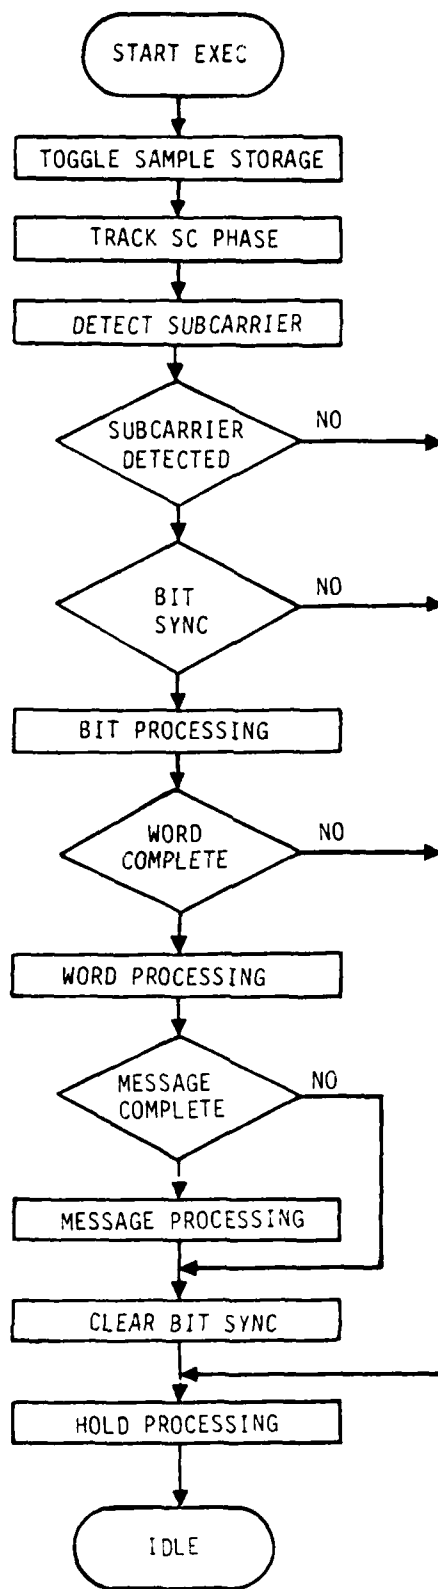 START EXEC
TOGGLE SAMPLE STORAGE
TRACK SC PHASE
DETECT SUBCARRIER
SUBCARRIER
DETECTED
NO
BIT
SYNC
NO
BIT PROCESSING
WORD
COMPLETE
NO
WORD PROCESSING
MESSAGE
COMPLETE
NO
MESSAGE PROCESSING
CLEAR BIT SYNC
HOLD PROCESSING
IDLE